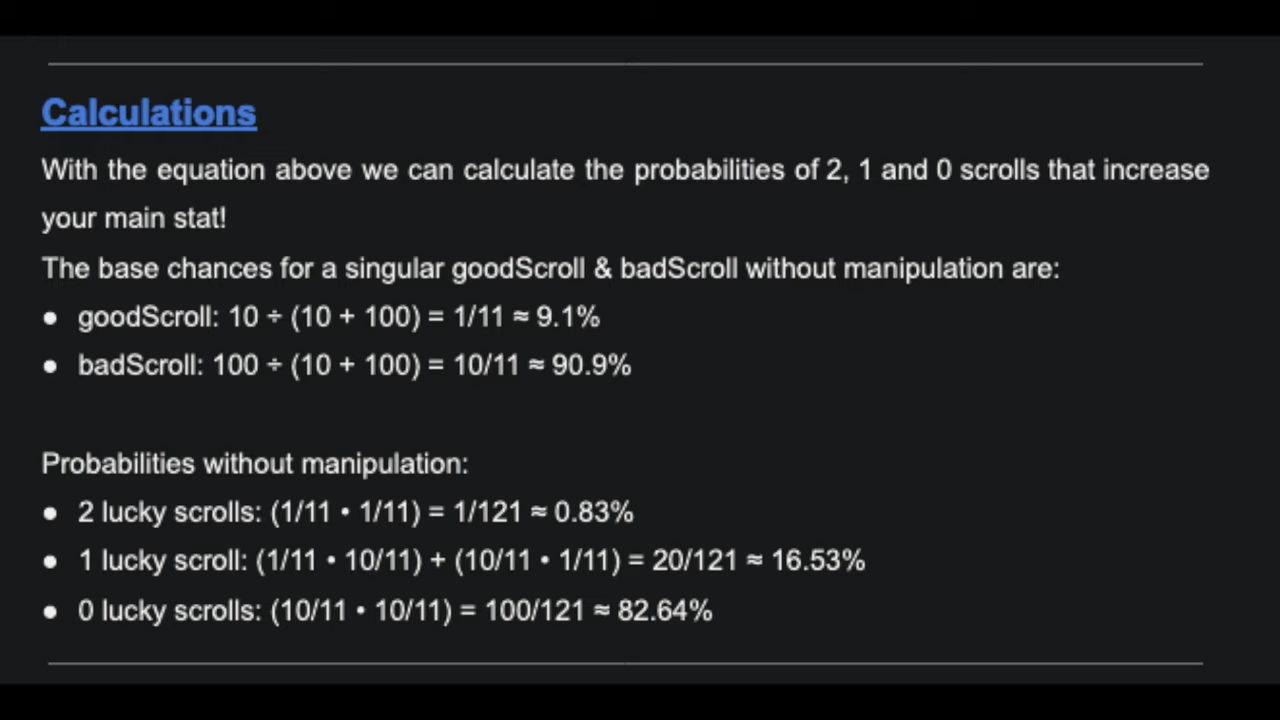 Calculations
With the equation above we can calculate the probabilities of 2, 1 and 0 scrolls that increase
your main stat!
The base chances for a singular goodScroll & badScroll without manipulation are:
● goodScroll: 10 ÷ (10 + 100) = 1/11 ≈ 9.1%
● badScroll: 100 ÷ (10 + 100) = 10/11 ≈ 90.9%
Probabilities without manipulation:
● 2 lucky scrolls: (1/11 • 1/11) = 1/121 ≈ 0.83%
● 1 lucky scroll: (1/11 • 10/11) + (10/11 • 1/11) = 20/121 ≈ 16.53%
● 0 lucky scrolls: (10/11 • 10/11) = 100/121 ≈ 82.64%